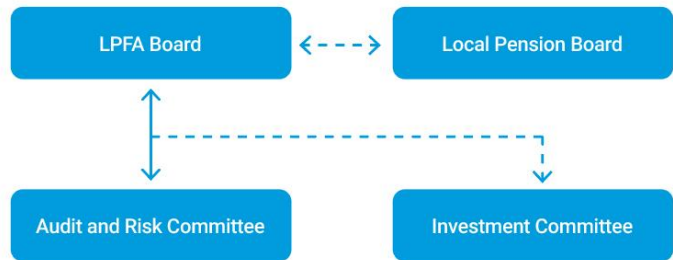 LPFA Board
Local Pension Board
Audit and Risk Committee
Investment Committee